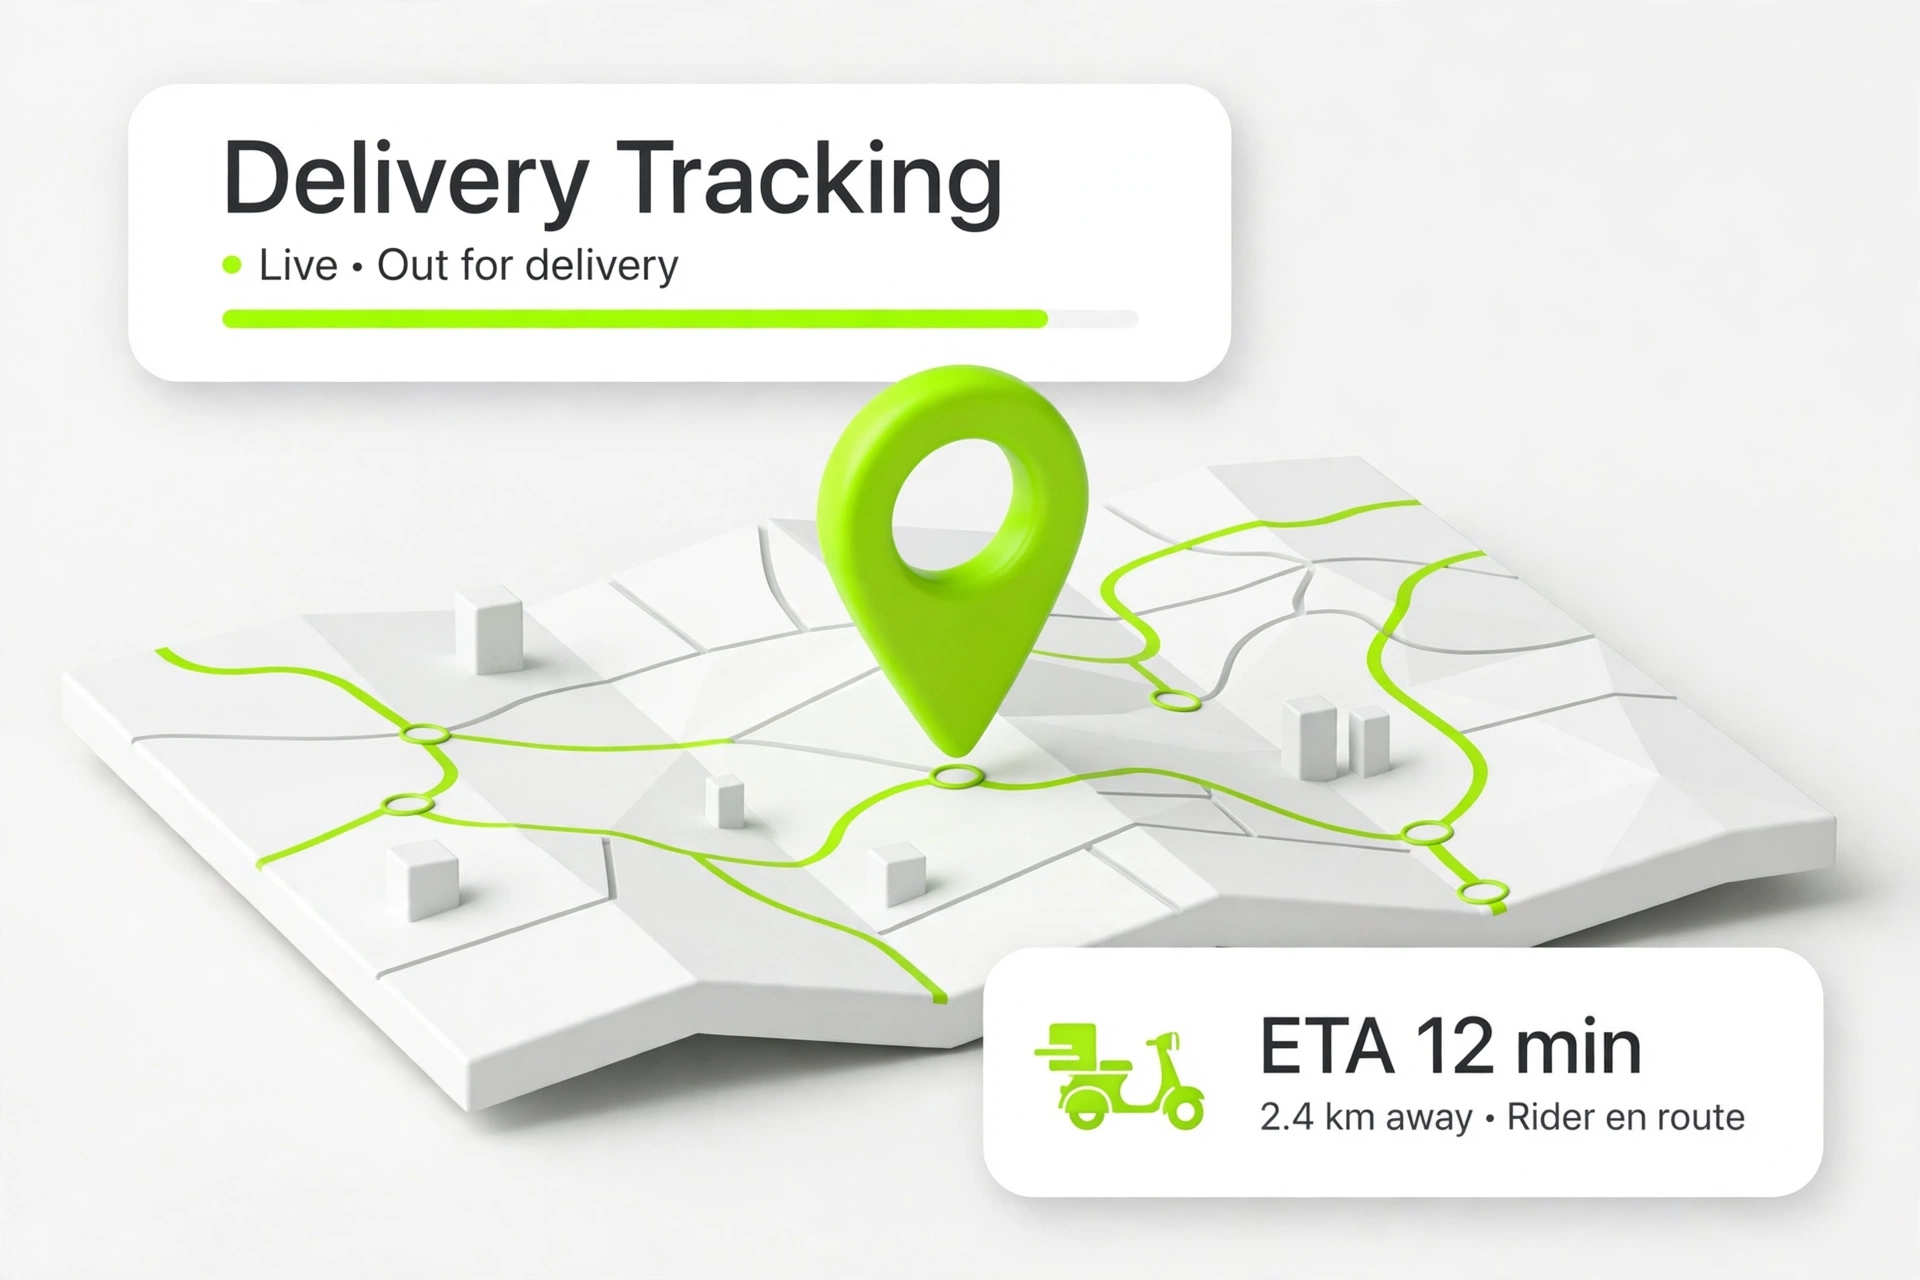 Delivery Tracking
Live • Out for delivery
ETA 12 min
2.4 km away • Rider en route